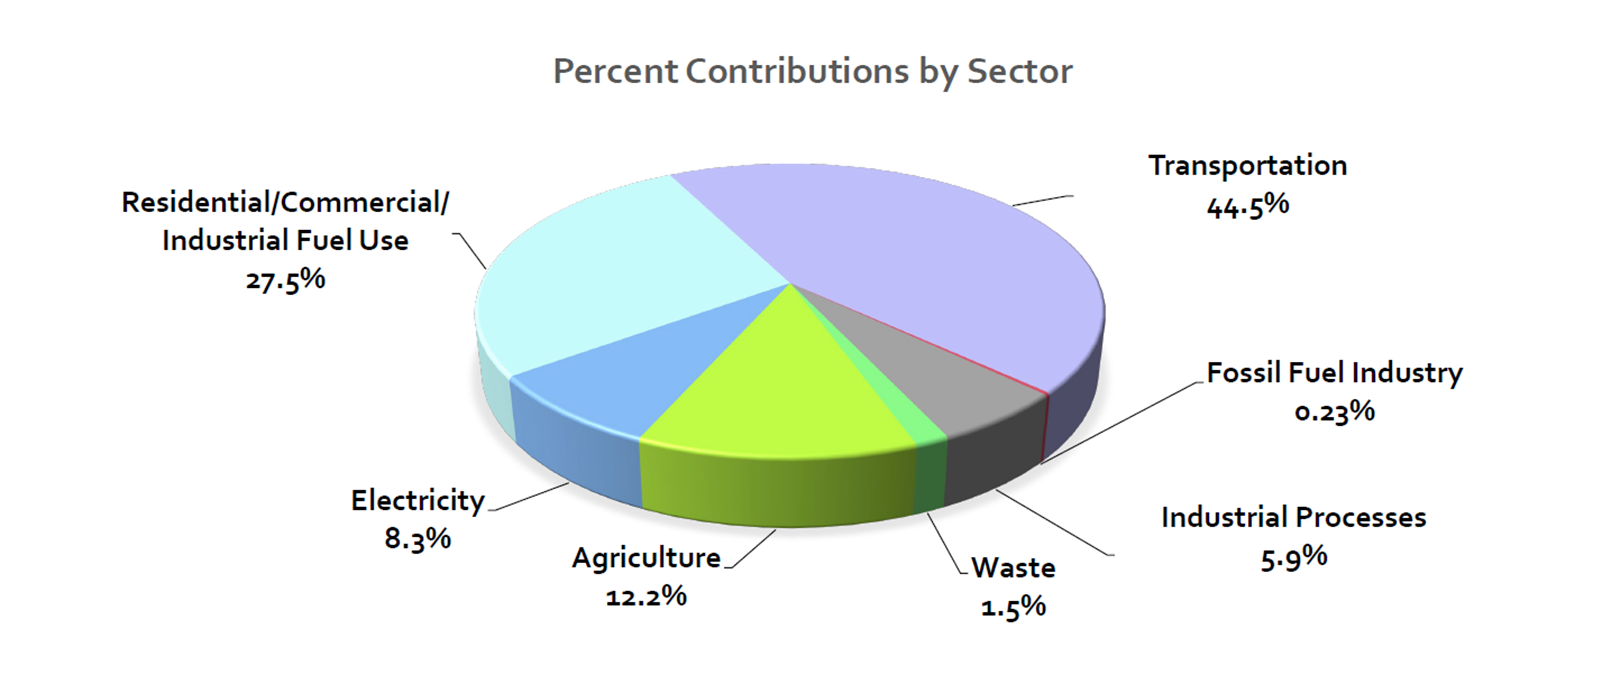 Percent Contributions by Sector
Transportation
44.5%
Residential/Commercial/
Industrial Fuel Use
27.5%
Fossil Fuel Industry
0.23%
Electricity
8.3%
Industrial Processes
5.9%
Agriculture
12.2%
Waste
1.5%